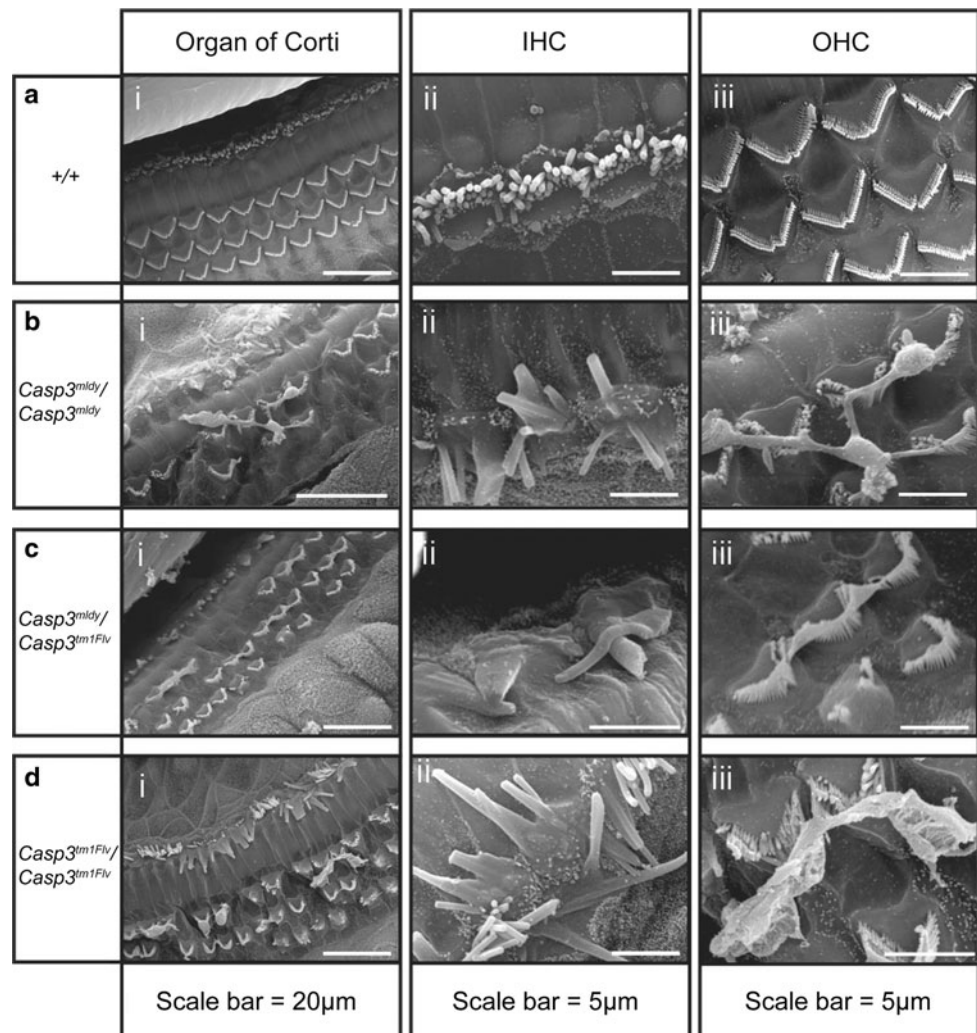 Organ of Corti
IHC
OHC
a
+/+
i
ii
iii
b
Casp3mldy/
Casp3mldy
i
ii
iii
c
Casp3mldy/
Casp3tm1Flv
i
ii
iii
d
Casp3tm1Flv/
Casp3tm1Flv
i
ii
iii
Scale bar = 20µm
Scale bar = 5µm
Scale bar = 5µm